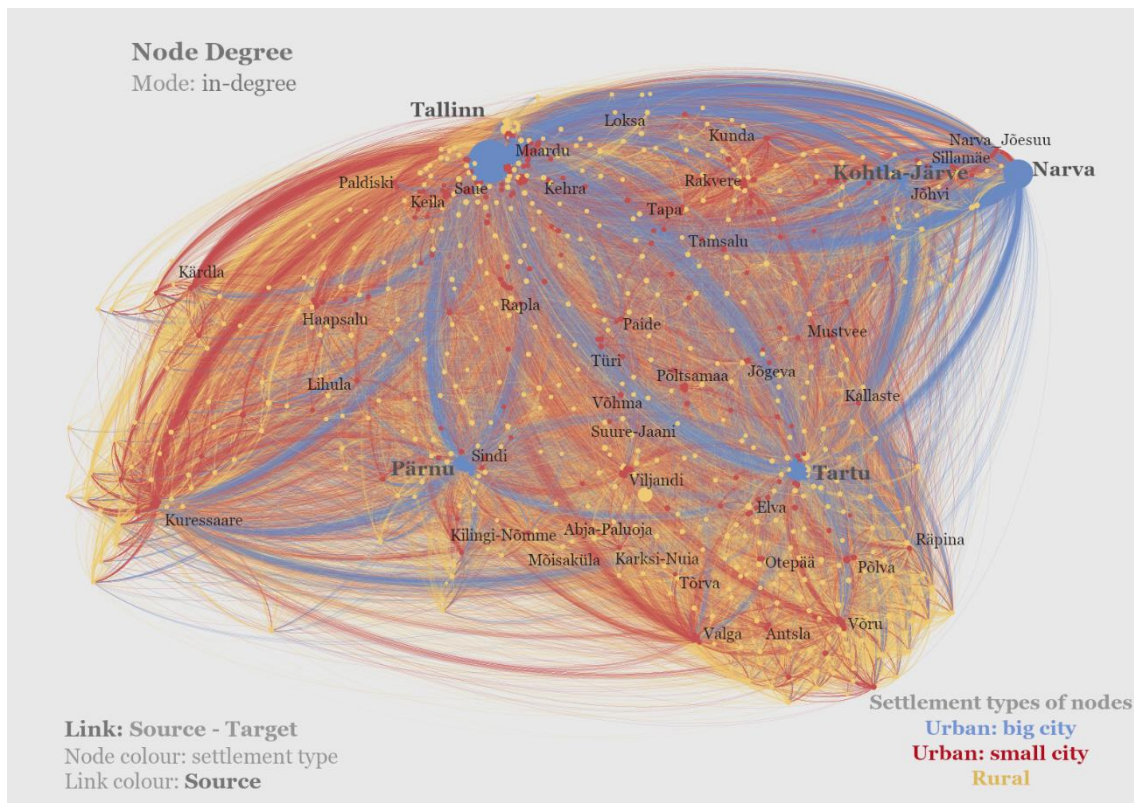 Node Degree
Mode: in-degree
Tallinn
Loksa
Kunda
Narva_Jõesuu
Maardu
Sillamäe
Kohtla-Järve
Narva
Paldiski
Saue
Kehra
Rakvere
Keila
Jõhvi
Tapa
Tamsalu
Kärdla
Rapla
Haapsalu
Paide
Mustvee
Türi
Lihula
Põltsamaa
Jõgeva
Võhma
Kallaste
Suure-Jaani
Sindi
Pärnu
Viljandi
Tartu
Elva
Kuressaare
Abja-Paluoja
Kilingi-Nõmme
Räpina
Mõisaküla
Karksi-Nuia
Otepää
Põlva
Tõrva
Võru
Valga
Antsla
Settlement types of nodes
Link: Source - Target
Urban: big city
Node colour: settlement type
Urban: small city
Link colour: Source
Rural